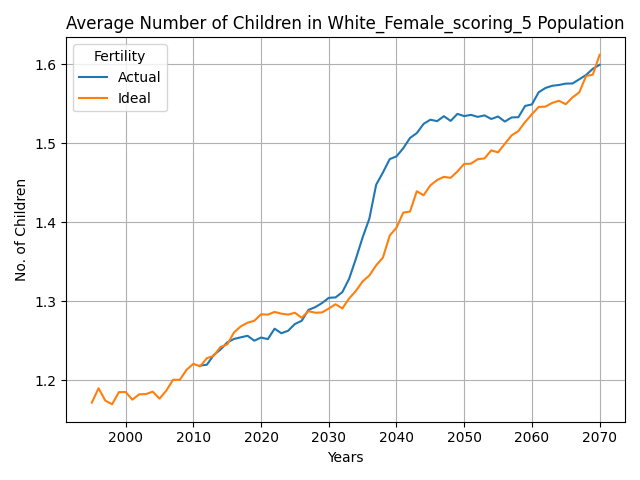 Average Number of Children in White_Female_scoring_5 Population
Fertility
Actual
Ideal
No. of Children
1.6
1.5
1.4
1.3
1.2
2000 2010 2020 2030 2040 2050 2060 2070
Years